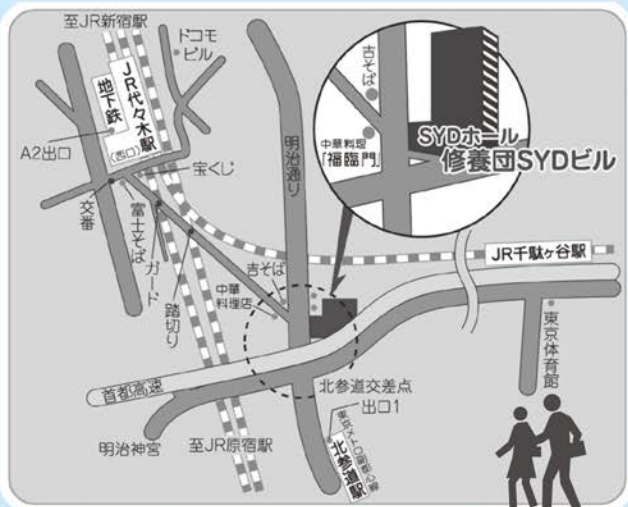 至JR新宿駅
ドコモ
ビル
地下鉄
JR代々木駅
(西口)
A2出口
宝くじ
交番
富士そば
ガード
踏切り
明治通り
吉そば
中華料理
「福臨門」
SYDホール
修養団SYDビル
JR千駄ヶ谷駅
吉そば
中華
料理店
首都高速
北参道交差点
出口1
東京メトロ副都心線
北参道駅
明治神宮
至JR原宿駅
東京体育館